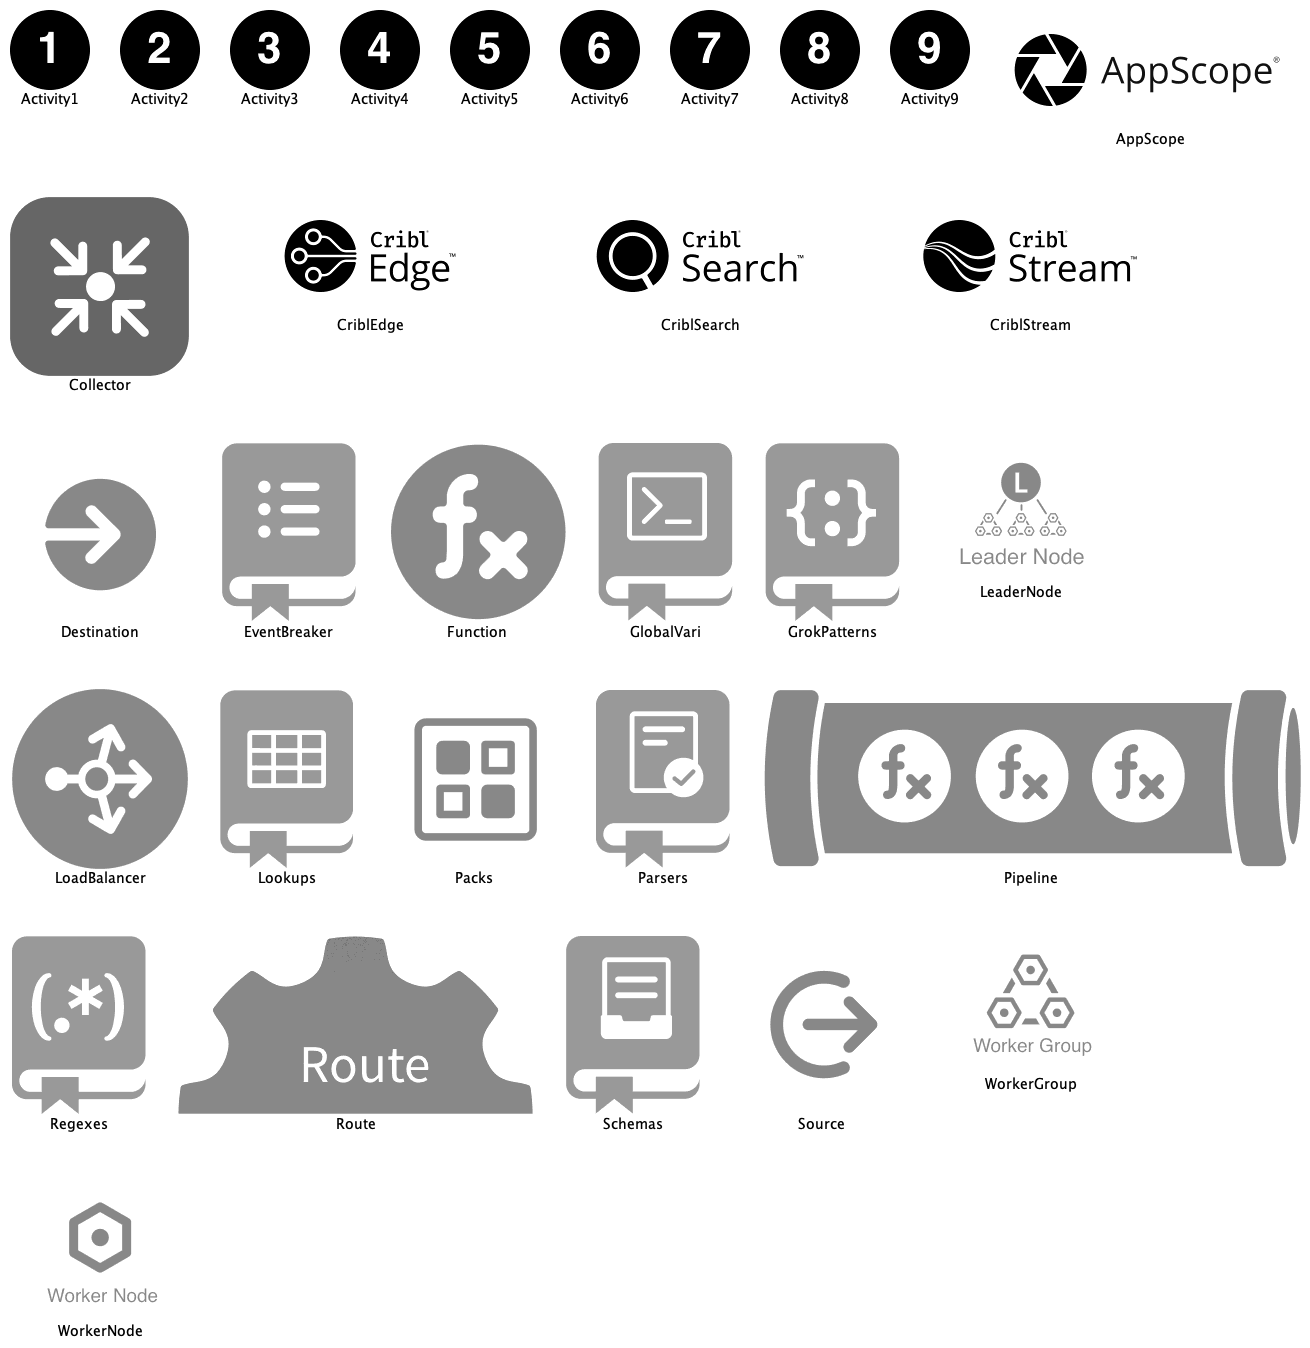 1 2 3 4 5 6 7 8 9
AppScope®
Activity1 Activity2 Activity3 Activity4 Activity5 Activity6 Activity7 Activity8 Activity9
AppScope
Cribl Edge™
Cribl Search™
Cribl Stream™
CriblEdge CriblSearch CriblStream
Collector
fx
>_
{:}
L
Leader Node
LeaderNode
Destination EventBreaker Function GlobalVari GrokPatterns
fx fx fx
LoadBalancer Lookups Packs Parsers Pipeline
(.*)
Route
Worker Group
WorkerGroup
Regexes Route Schemas Source
Worker Node
WorkerNode